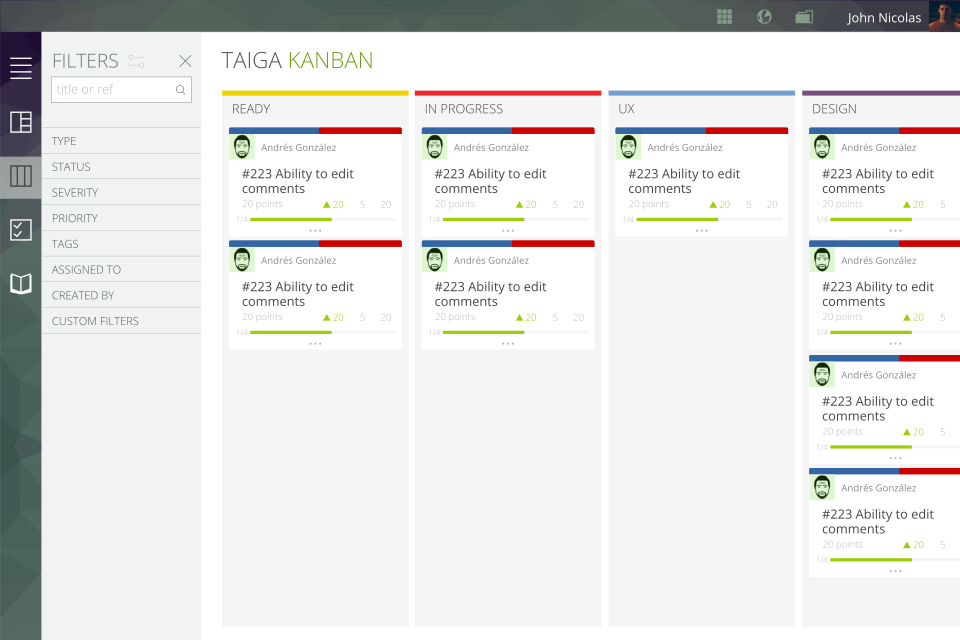 John Nicolas
FILTERS
title or ref
TYPE
STATUS
SEVERITY
PRIORITY
TAGS
ASSIGNED TO
CREATED BY
CUSTOM FILTERS
TAIGA KANBAN
READY
Andrés González
#223 Ability to edit
comments
20 points 20 5 20
1/4
Andrés González
#223 Ability to edit
comments
20 points 20 5 20
1/4
IN PROGRESS
Andrés González
#223 Ability to edit
comments
20 points 20 5 20
1/4
Andrés González
#223 Ability to edit
comments
20 points 20 5 20
1/4
UX
Andrés González
#223 Ability to edit
comments
20 points 20 5 20
1/4
DESIGN
Andrés González
#223 Ability to edit
comments
20 points 20 5
1/4
Andrés González
#223 Ability to edit
comments
20 points 20 5
1/4
Andrés González
#223 Ability to edit
comments
20 points 20 5
1/4
Andrés González
#223 Ability to edit
comments
20 points 20 5
1/4